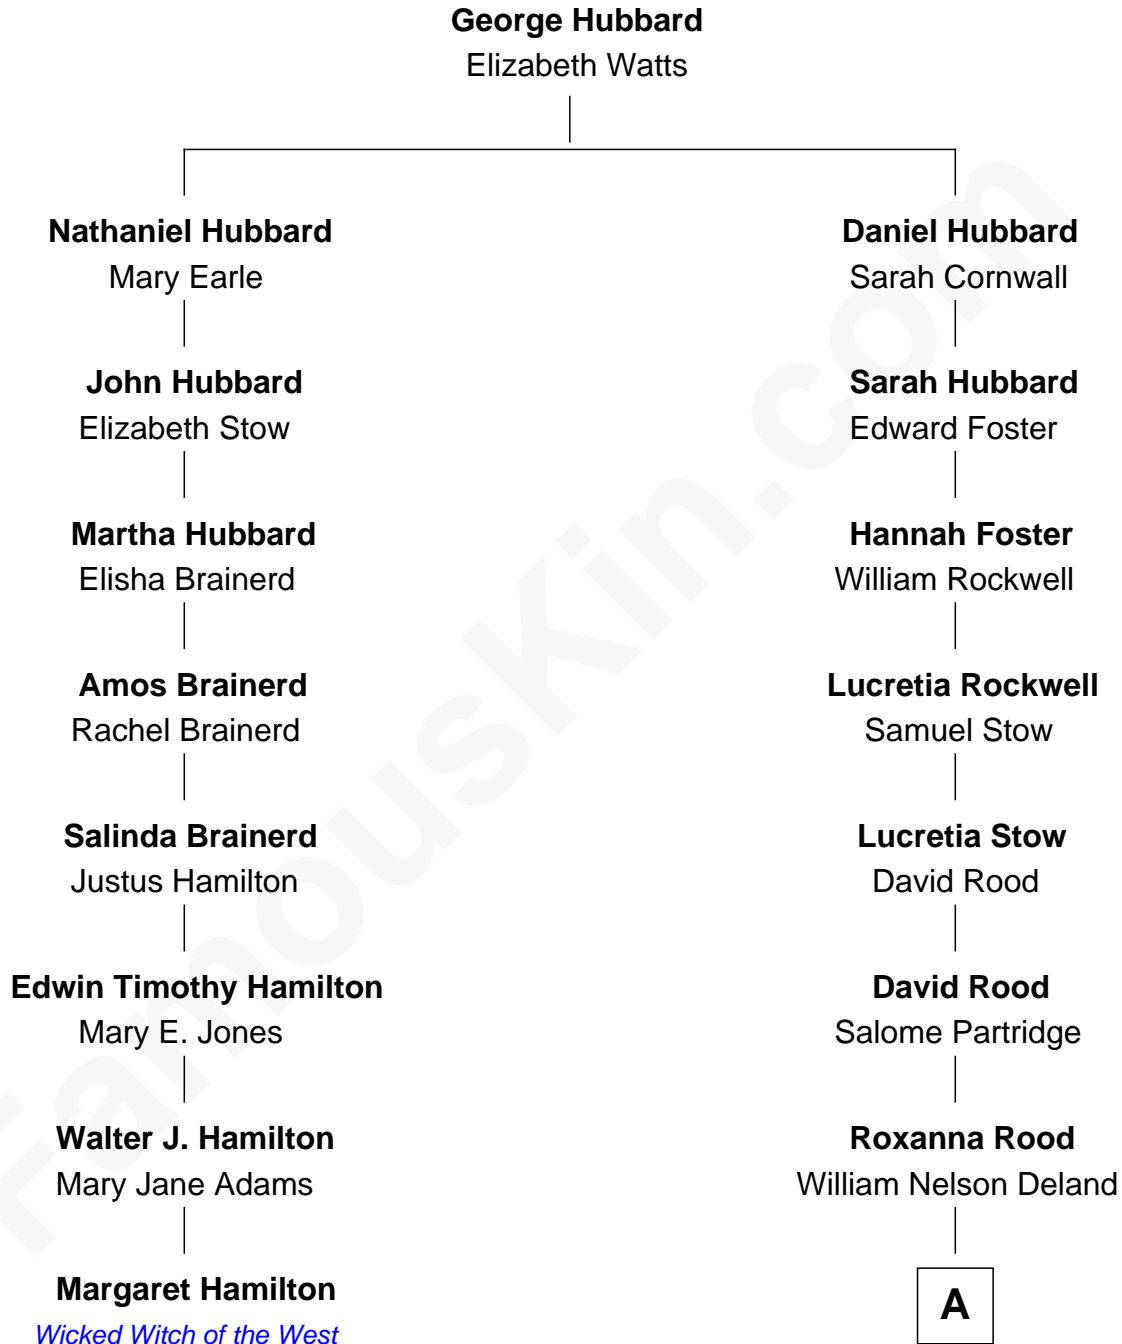 George Hubbard
Elizabeth Watts
Nathaniel Hubbard
Mary Earle
John Hubbard
Elizabeth Stow
Martha Hubbard
Elisha Brainerd
Amos Brainerd
Rachel Brainerd
Salinda Brainerd
Justus Hamilton
Edwin Timothy Hamilton
Mary E. Jones
Walter J. Hamilton
Mary Jane Adams
Margaret Hamilton
Wicked Witch of the West
Daniel Hubbard
Sarah Cornwall
Sarah Hubbard
Edward Foster
Hannah Foster
William Rockwell
Lucretia Rockwell
Samuel Stow
Lucretia Stow
David Rood
David Rood
Salome Partridge
Roxanna Rood
William Nelson Deland
A
FamousKin.com